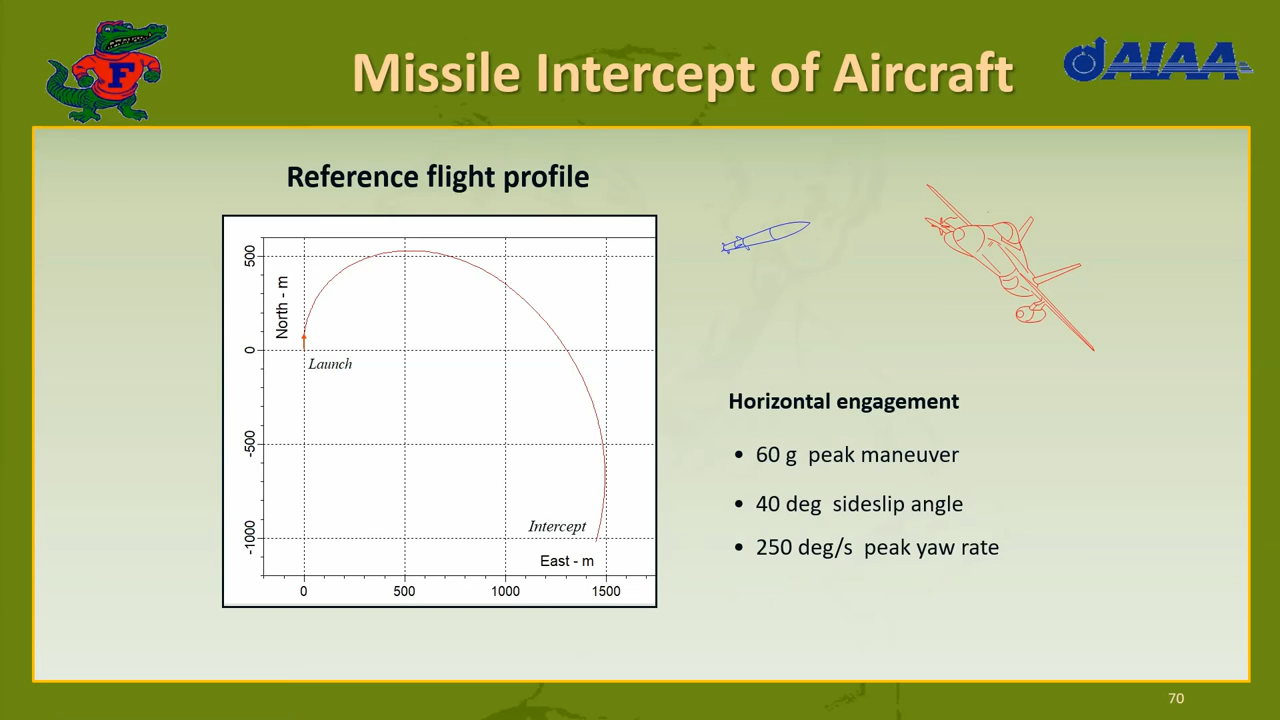 F
Missile Intercept of Aircraft
AIAA
Reference flight profile
500
0
-500
-1000
North - m
Launch
Intercept
East - m
0 500 1000 1500
Horizontal engagement
• 60 g peak maneuver
• 40 deg sideslip angle
• 250 deg/s peak yaw rate
70